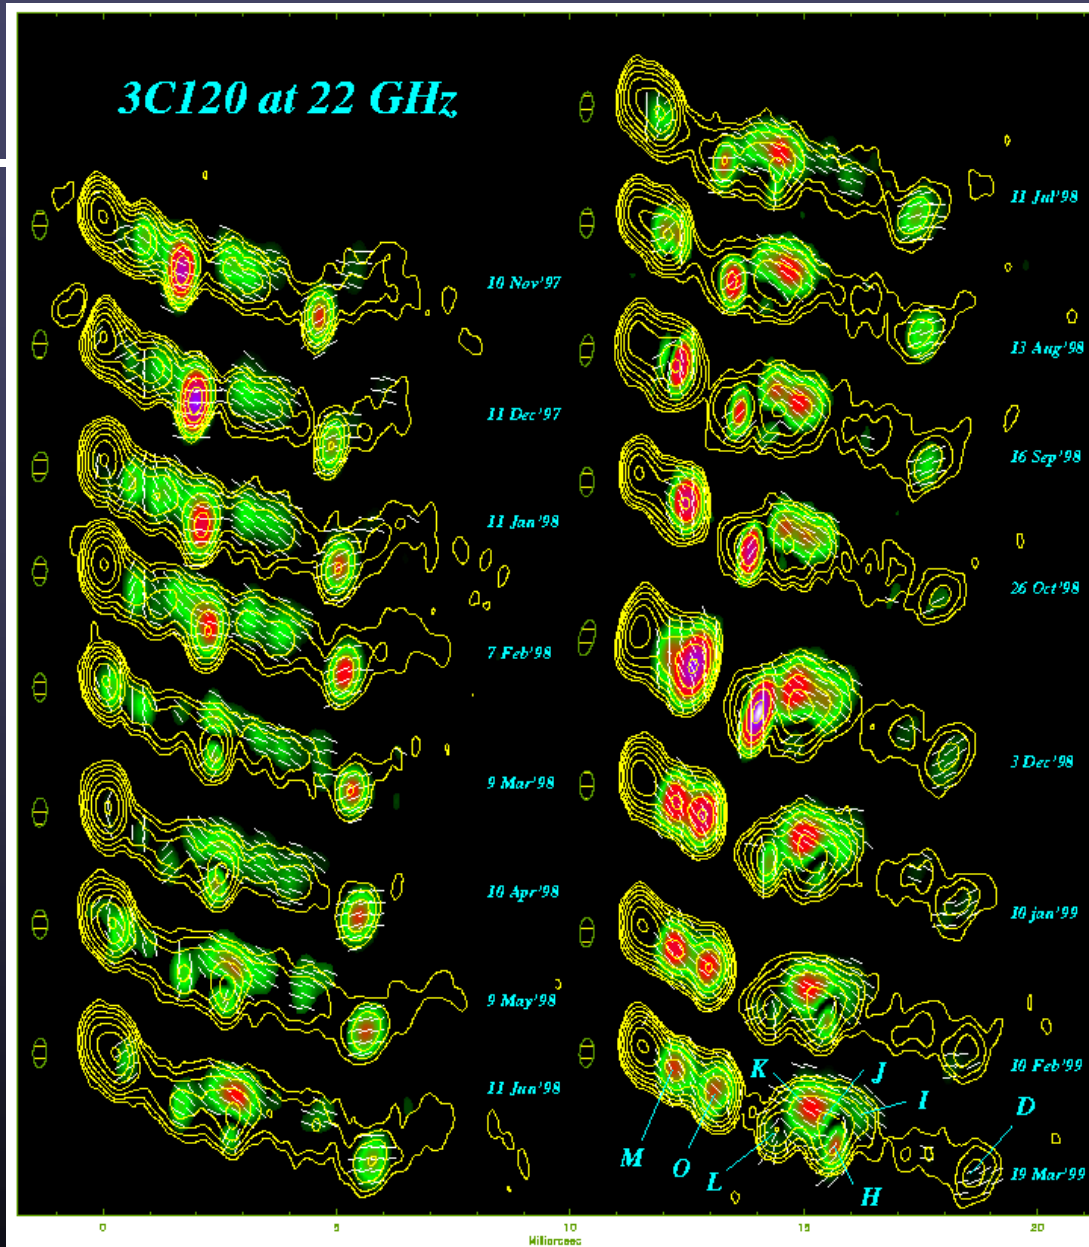 3C120 at 22 GHz
10 Nov'97
11 Dec'97
11 Jan'98
7 Feb'98
9 Mar'98
10 Apr'98
9 May'98
11 Jun'98
11 Jul'98
13 Aug'98
16 Sep'98
26 Oct'98
3 Dec'98
10 jan'99
10 Feb'99
19 Mar'99
K
J
I
D
M
O
L
H
0 5 10 15 20
Milliarcsec